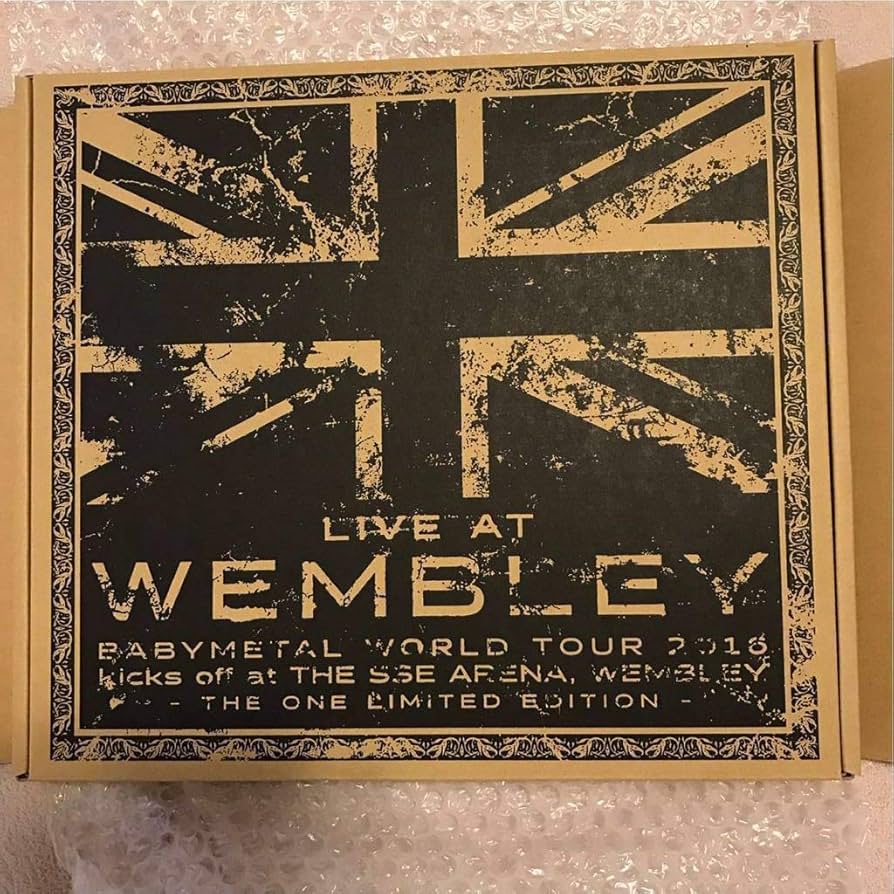 LIVE AT
WEMBLEY
BABYMETAL WORLD TOUR 2016
kicks off at THE SSE ARENA, WEMBLEY
- THE ONE LIMITED EDITION -